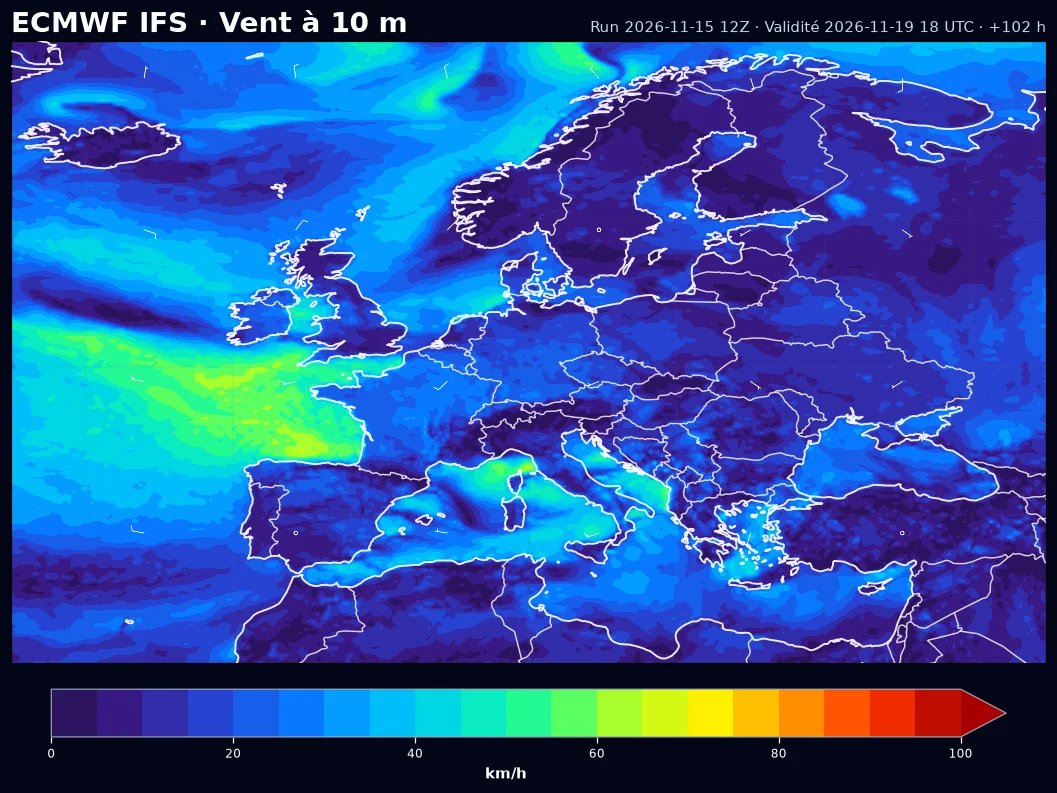 ECMWF IFS · Vent à 10 m
Run 2026-11-15 12Z · Validité 2026-11-19 18 UTC · +102 h
0 20 40 60 80 100
km/h